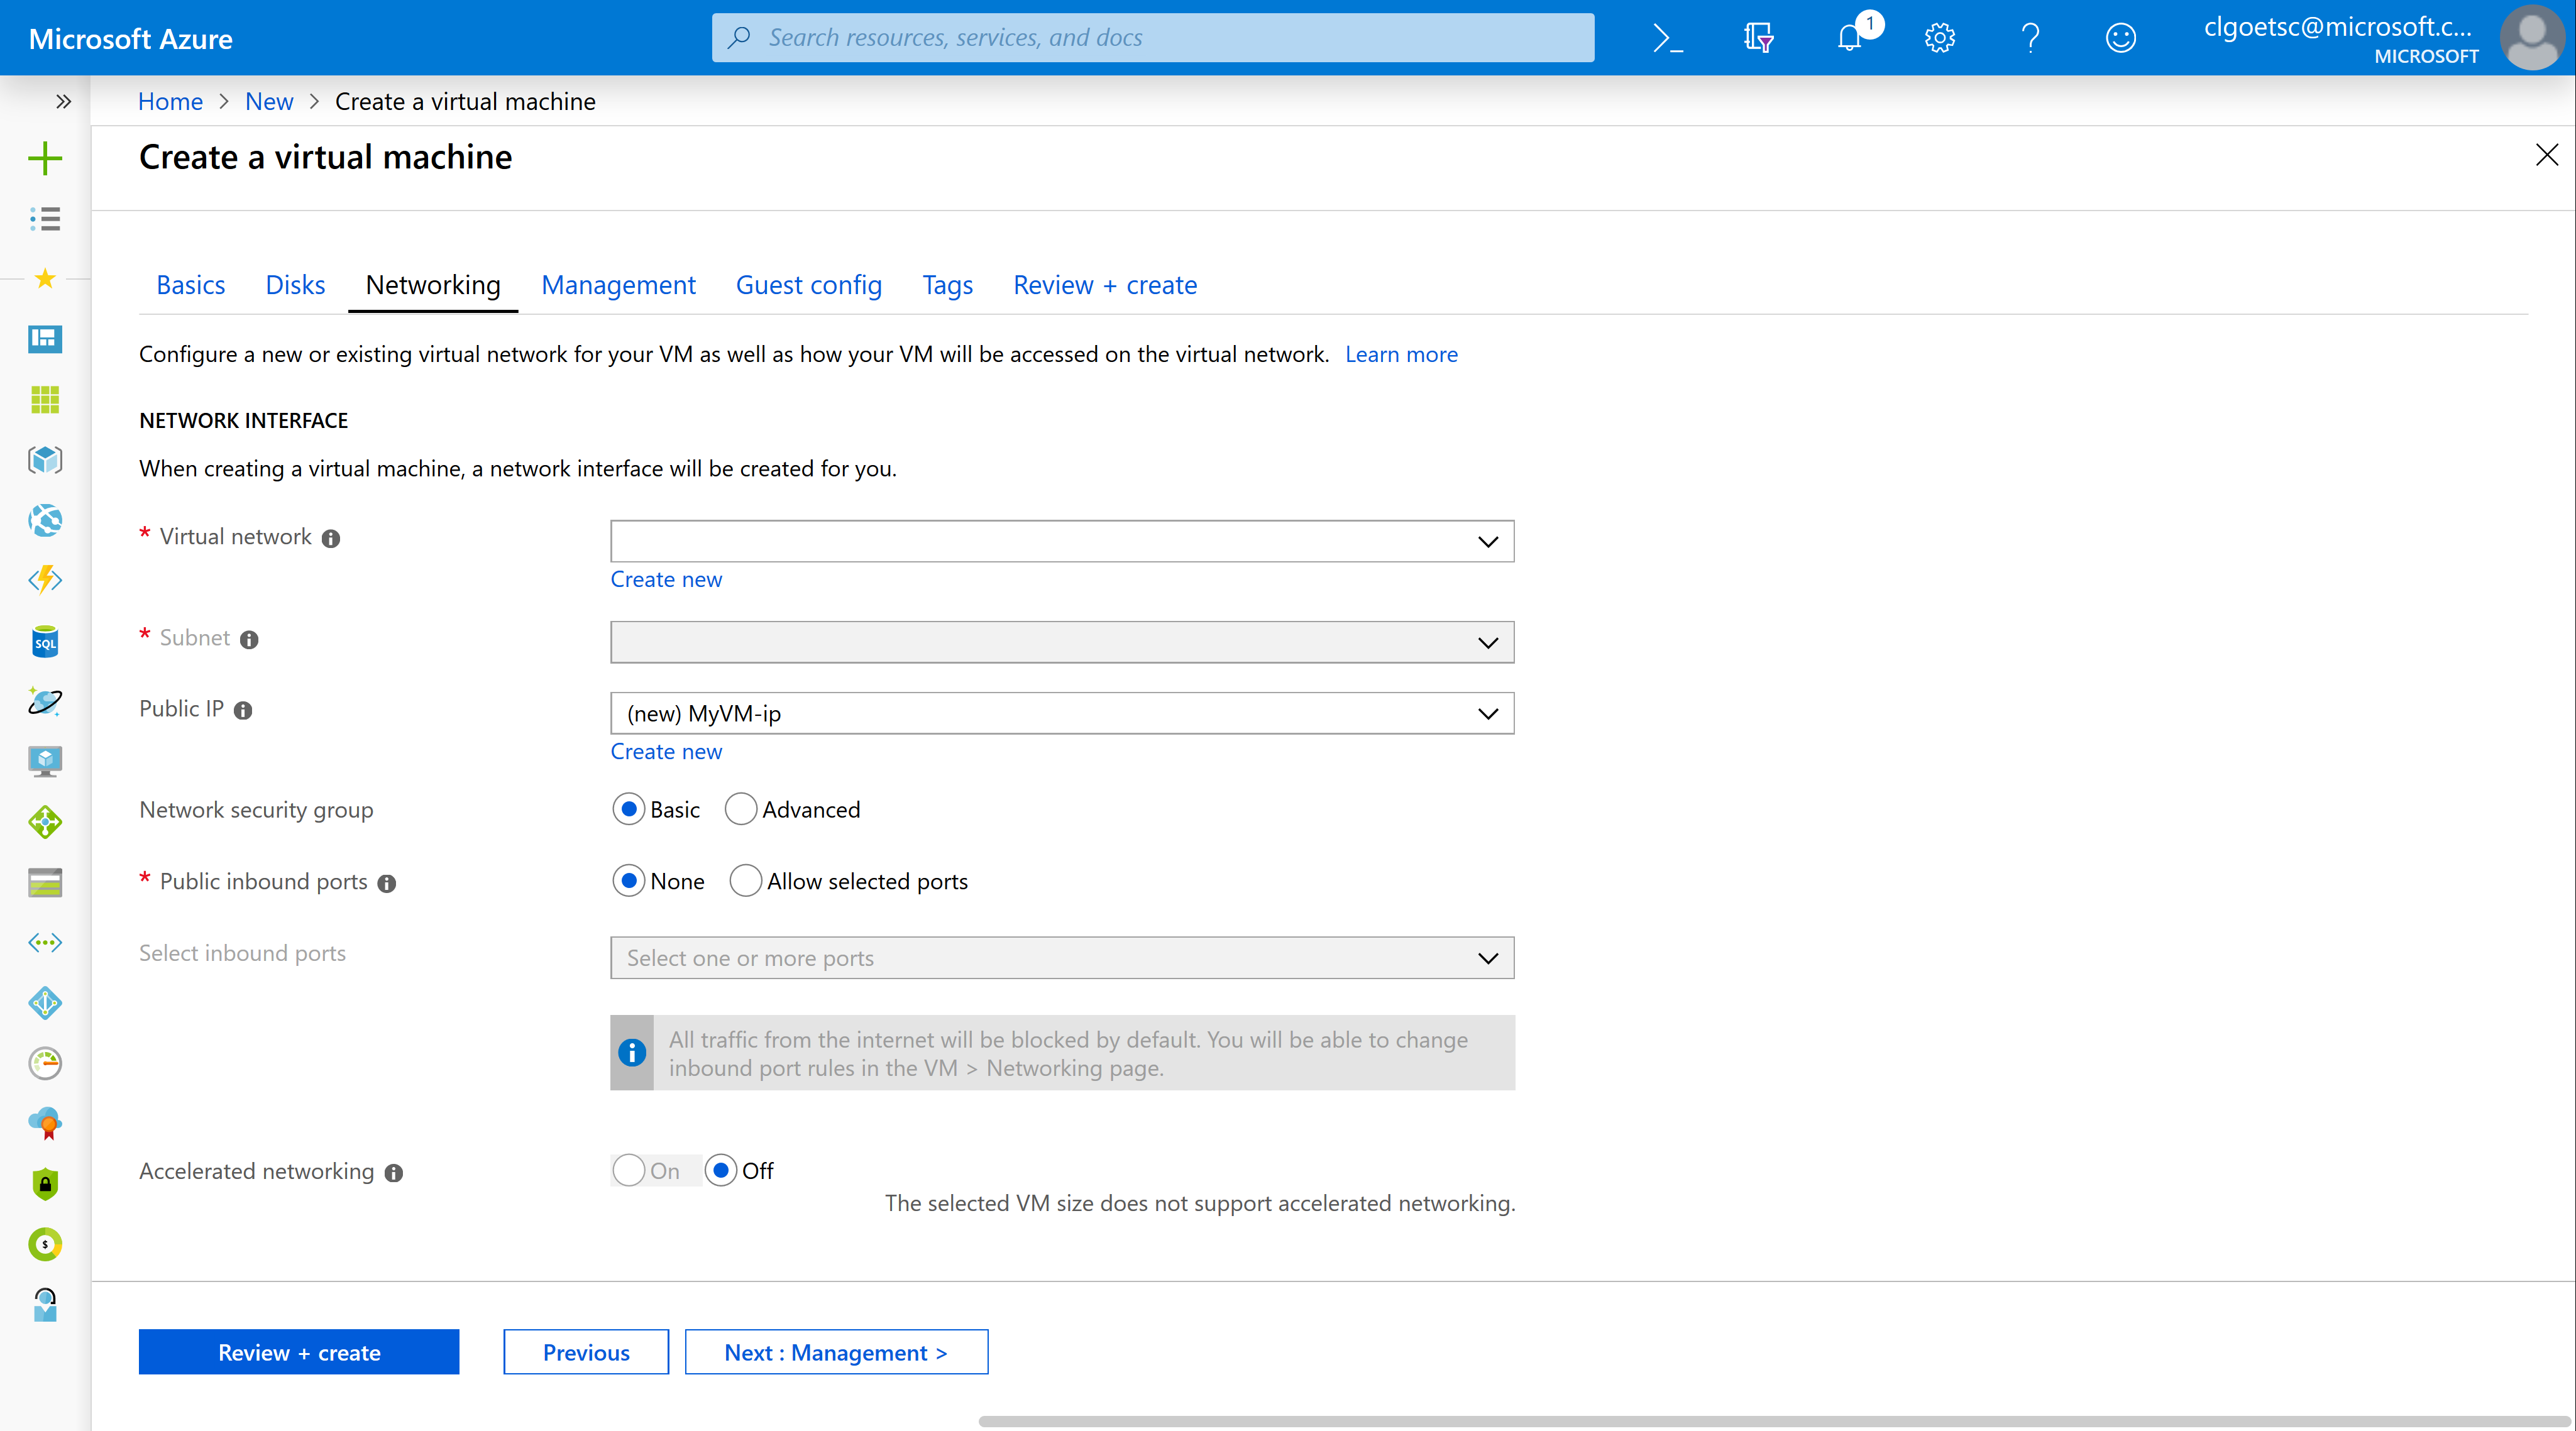 Microsoft Azure
Search resources, services, and docs
1
clgoetsc@microsoft.c...
MICROSOFT
Home > New > Create a virtual machine
Create a virtual machine
Basics Disks Networking Management Guest config Tags Review + create
Configure a new or existing virtual network for your VM as well as how your VM will be accessed on the virtual network. Learn more
NETWORK INTERFACE
When creating a virtual machine, a network interface will be created for you.
* Virtual network
Create new
* Subnet
Public IP
(new) MyVM-ip
Create new
Network security group
Basic Advanced
* Public inbound ports
None Allow selected ports
Select inbound ports
Select one or more ports
All traffic from the internet will be blocked by default. You will be able to change
inbound port rules in the VM > Networking page.
Accelerated networking
On Off
The selected VM size does not support accelerated networking.
Review + create
Previous
Next : Management >
SQL
$